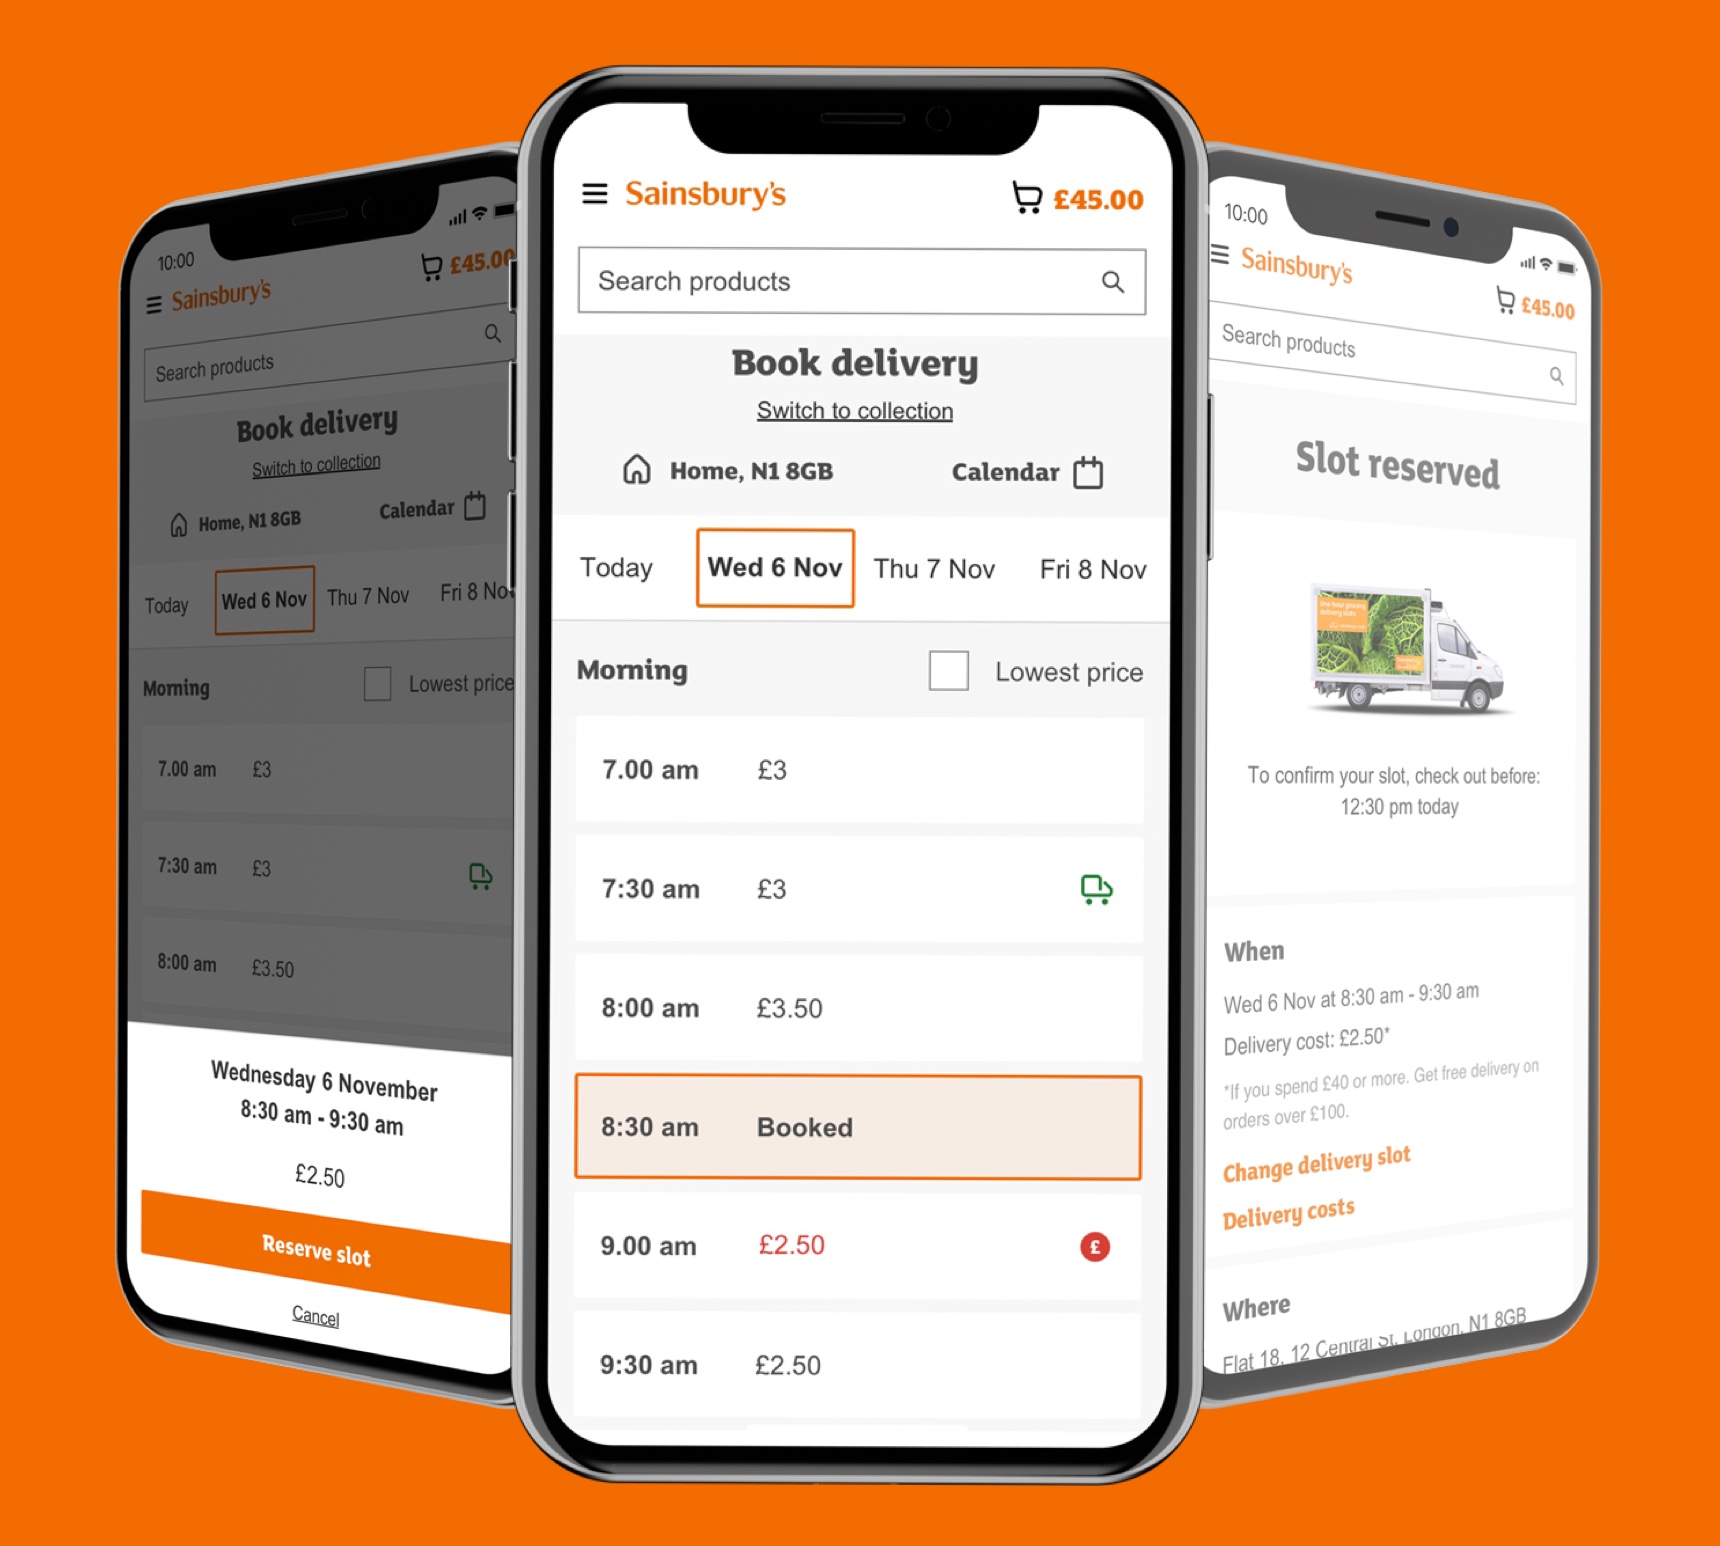 10:00
Sainsbury's
£45.00
Search products
Book delivery
Switch to collection
Home, N1 8GB
Calendar
Today
Wed 6 Nov
Thu 7 Nov
Fri 8 Nov
Morning
Lowest price
7.00 am £3
7:30 am £3
8:00 am £3.50
Wednesday 6 November
8:30 am - 9:30 am
£2.50
Reserve slot
Cancel
Sainsbury's
£45.00
Search products
Book delivery
Switch to collection
Home, N1 8GB
Calendar
Today
Wed 6 Nov
Thu 7 Nov
Fri 8 Nov
Morning
Lowest price
7.00 am £3
7:30 am £3
8:00 am £3.50
8:30 am Booked
9.00 am £2.50 £
9:30 am £2.50
10:00
Sainsbury's
£45.00
Search products
Slot reserved
To confirm your slot, check out before:
12:30 pm today
When
Wed 6 Nov at 8:30 am - 9:30 am
Delivery cost: £2.50*
*If you spend £40 or more. Get free delivery on
orders over £100.
Change delivery slot
Delivery costs
Where
Flat 18, 12 Central St, London, N1 8GB